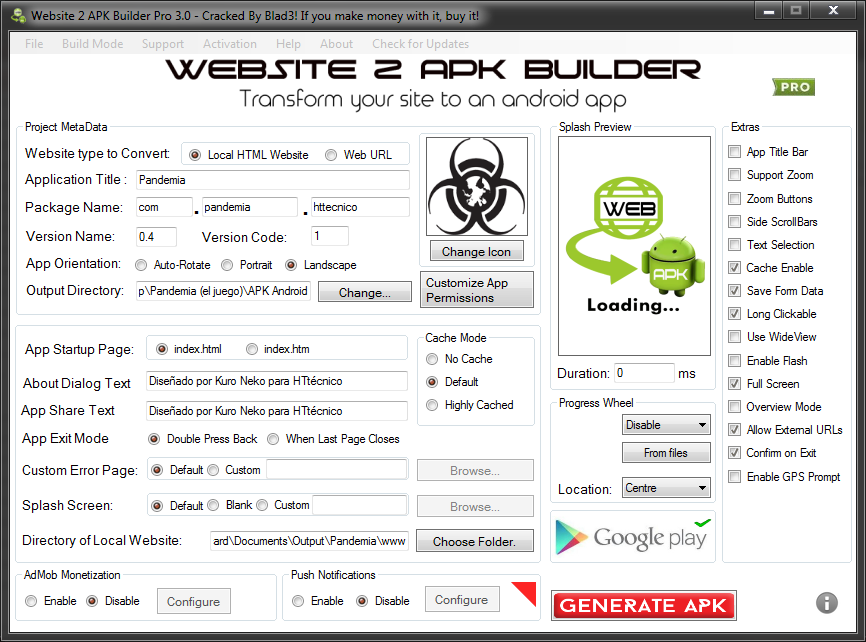 Website 2 APK Builder Pro 3.0 - Cracked By Blad3! If you make money with it, buy it!
File Build Mode Support Activation Help About Check for Updates
WEBSITE 2 APK BUILDER
Transform your site to an android app
PRO
Project MetaData
Website type to Convert: Local HTML Website Web URL
Application Title : Pandemia
Package Name: com . pandemia . httecnico
Version Name: 0.4 Version Code: 1
App Orientation: Auto-Rotate Portrait Landscape
Output Directory: p\Pandemia (el juego)\APK Android Change...
Change Icon
Customize App
Permissions
App Startup Page: index.html index.htm
About Dialog Text Diseñado por Kuro Neko para HTtécnico
App Share Text Diseñado por Kuro Neko para HTtécnico
App Exit Mode Double Press Back When Last Page Closes
Custom Error Page: Default Custom Browse...
Splash Screen: Default Blank Custom Browse...
Directory of Local Website: ard\Documents\Output\Pandemia\www Choose Folder.
Cache Mode
No Cache
Default
Highly Cached
AdMob Monetization
Enable Disable Configure
Push Notifications
Enable Disable Configure
Splash Preview
WEB
APK
Loading...
Duration: 0 ms
Progress Wheel
Disable
From files
Location: Centre
Google play
GENERATE APK
Extras
App Title Bar
Support Zoom
Zoom Buttons
Side ScrollBars
Text Selection
Cache Enable
Save Form Data
Long Clickable
Use WideView
Enable Flash
Full Screen
Overview Mode
Allow External URLs
Confirm on Exit
Enable GPS Prompt